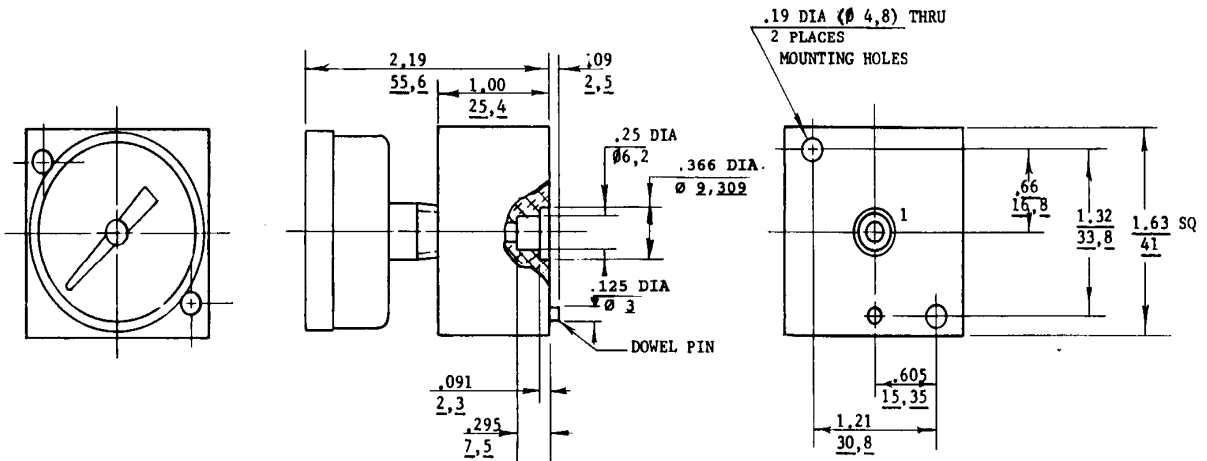 .19 DIA (Ø 4,8) THRU
2 PLACES
MOUNTING HOLES
2.19
55,6
.09
2,5
1.00
25,4
.25 DIA
Ø6,2
.366 DIA.
Ø 9,309
.66
16,8
1
1.32
33,8
1.63 SQ
41
.125 DIA
Ø 3
DOWEL PIN
.091
2,3
.605
15,35
.295
7,5
1.21
30,8